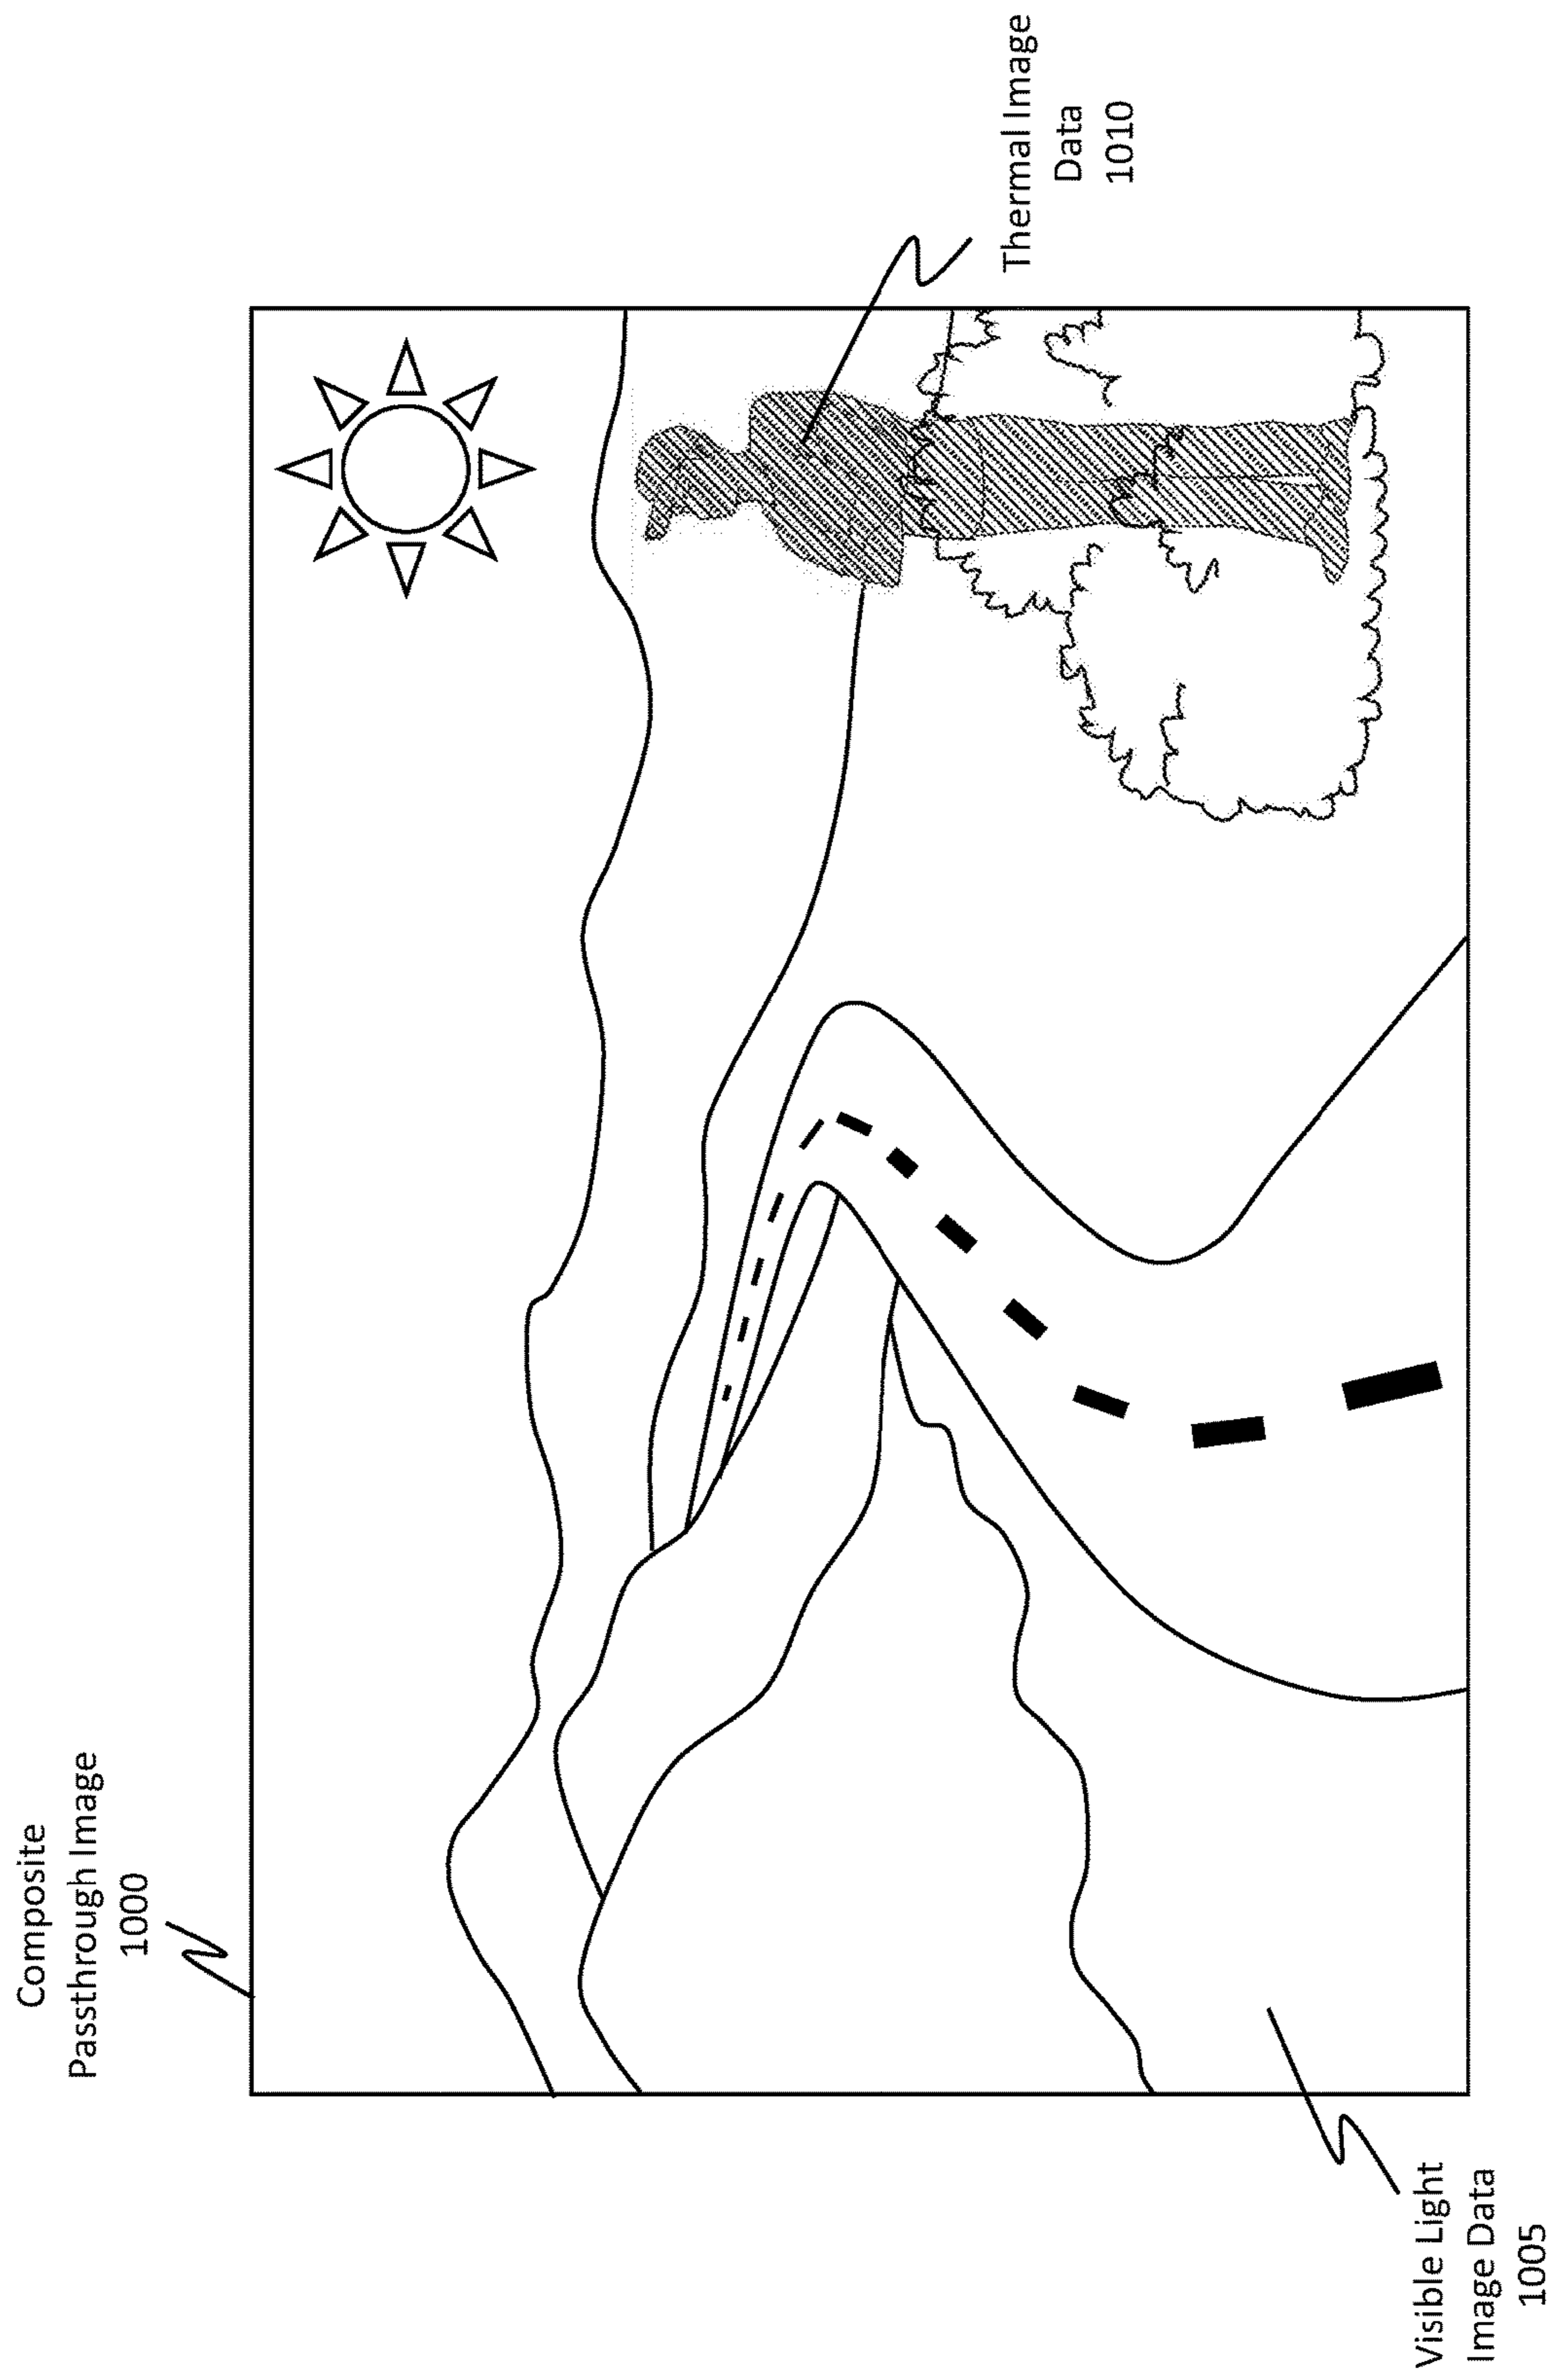 Composite
Passthrough Image
1000
Thermal Image
Data
1010
Visible Light
Image Data
1005